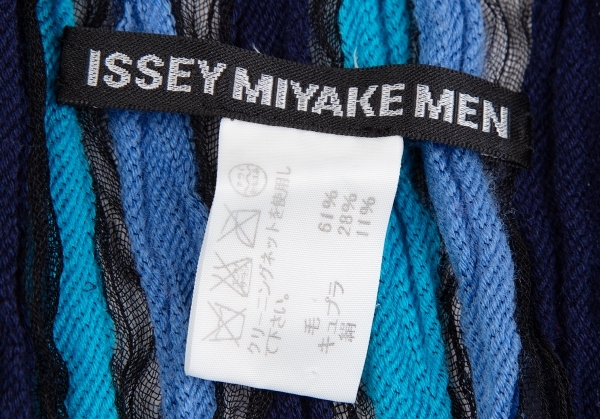 ISSEY MIYAKE MEN
クリーニングネットを使用し
て下さい。
毛 61%
キュプラ 28%
絹 11%